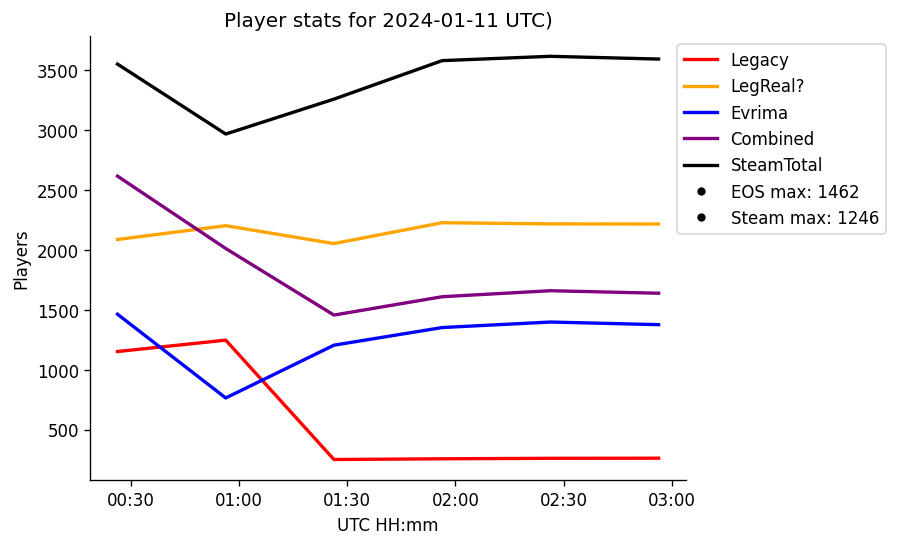 Player stats for 2024-01-11 UTC)
Players
3500
3000
2500
2000
1500
1000
500
00:30 01:00 01:30 02:00 02:30 03:00
UTC HH:mm
Legacy
LegReal?
Evrima
Combined
SteamTotal
EOS max: 1462
Steam max: 1246